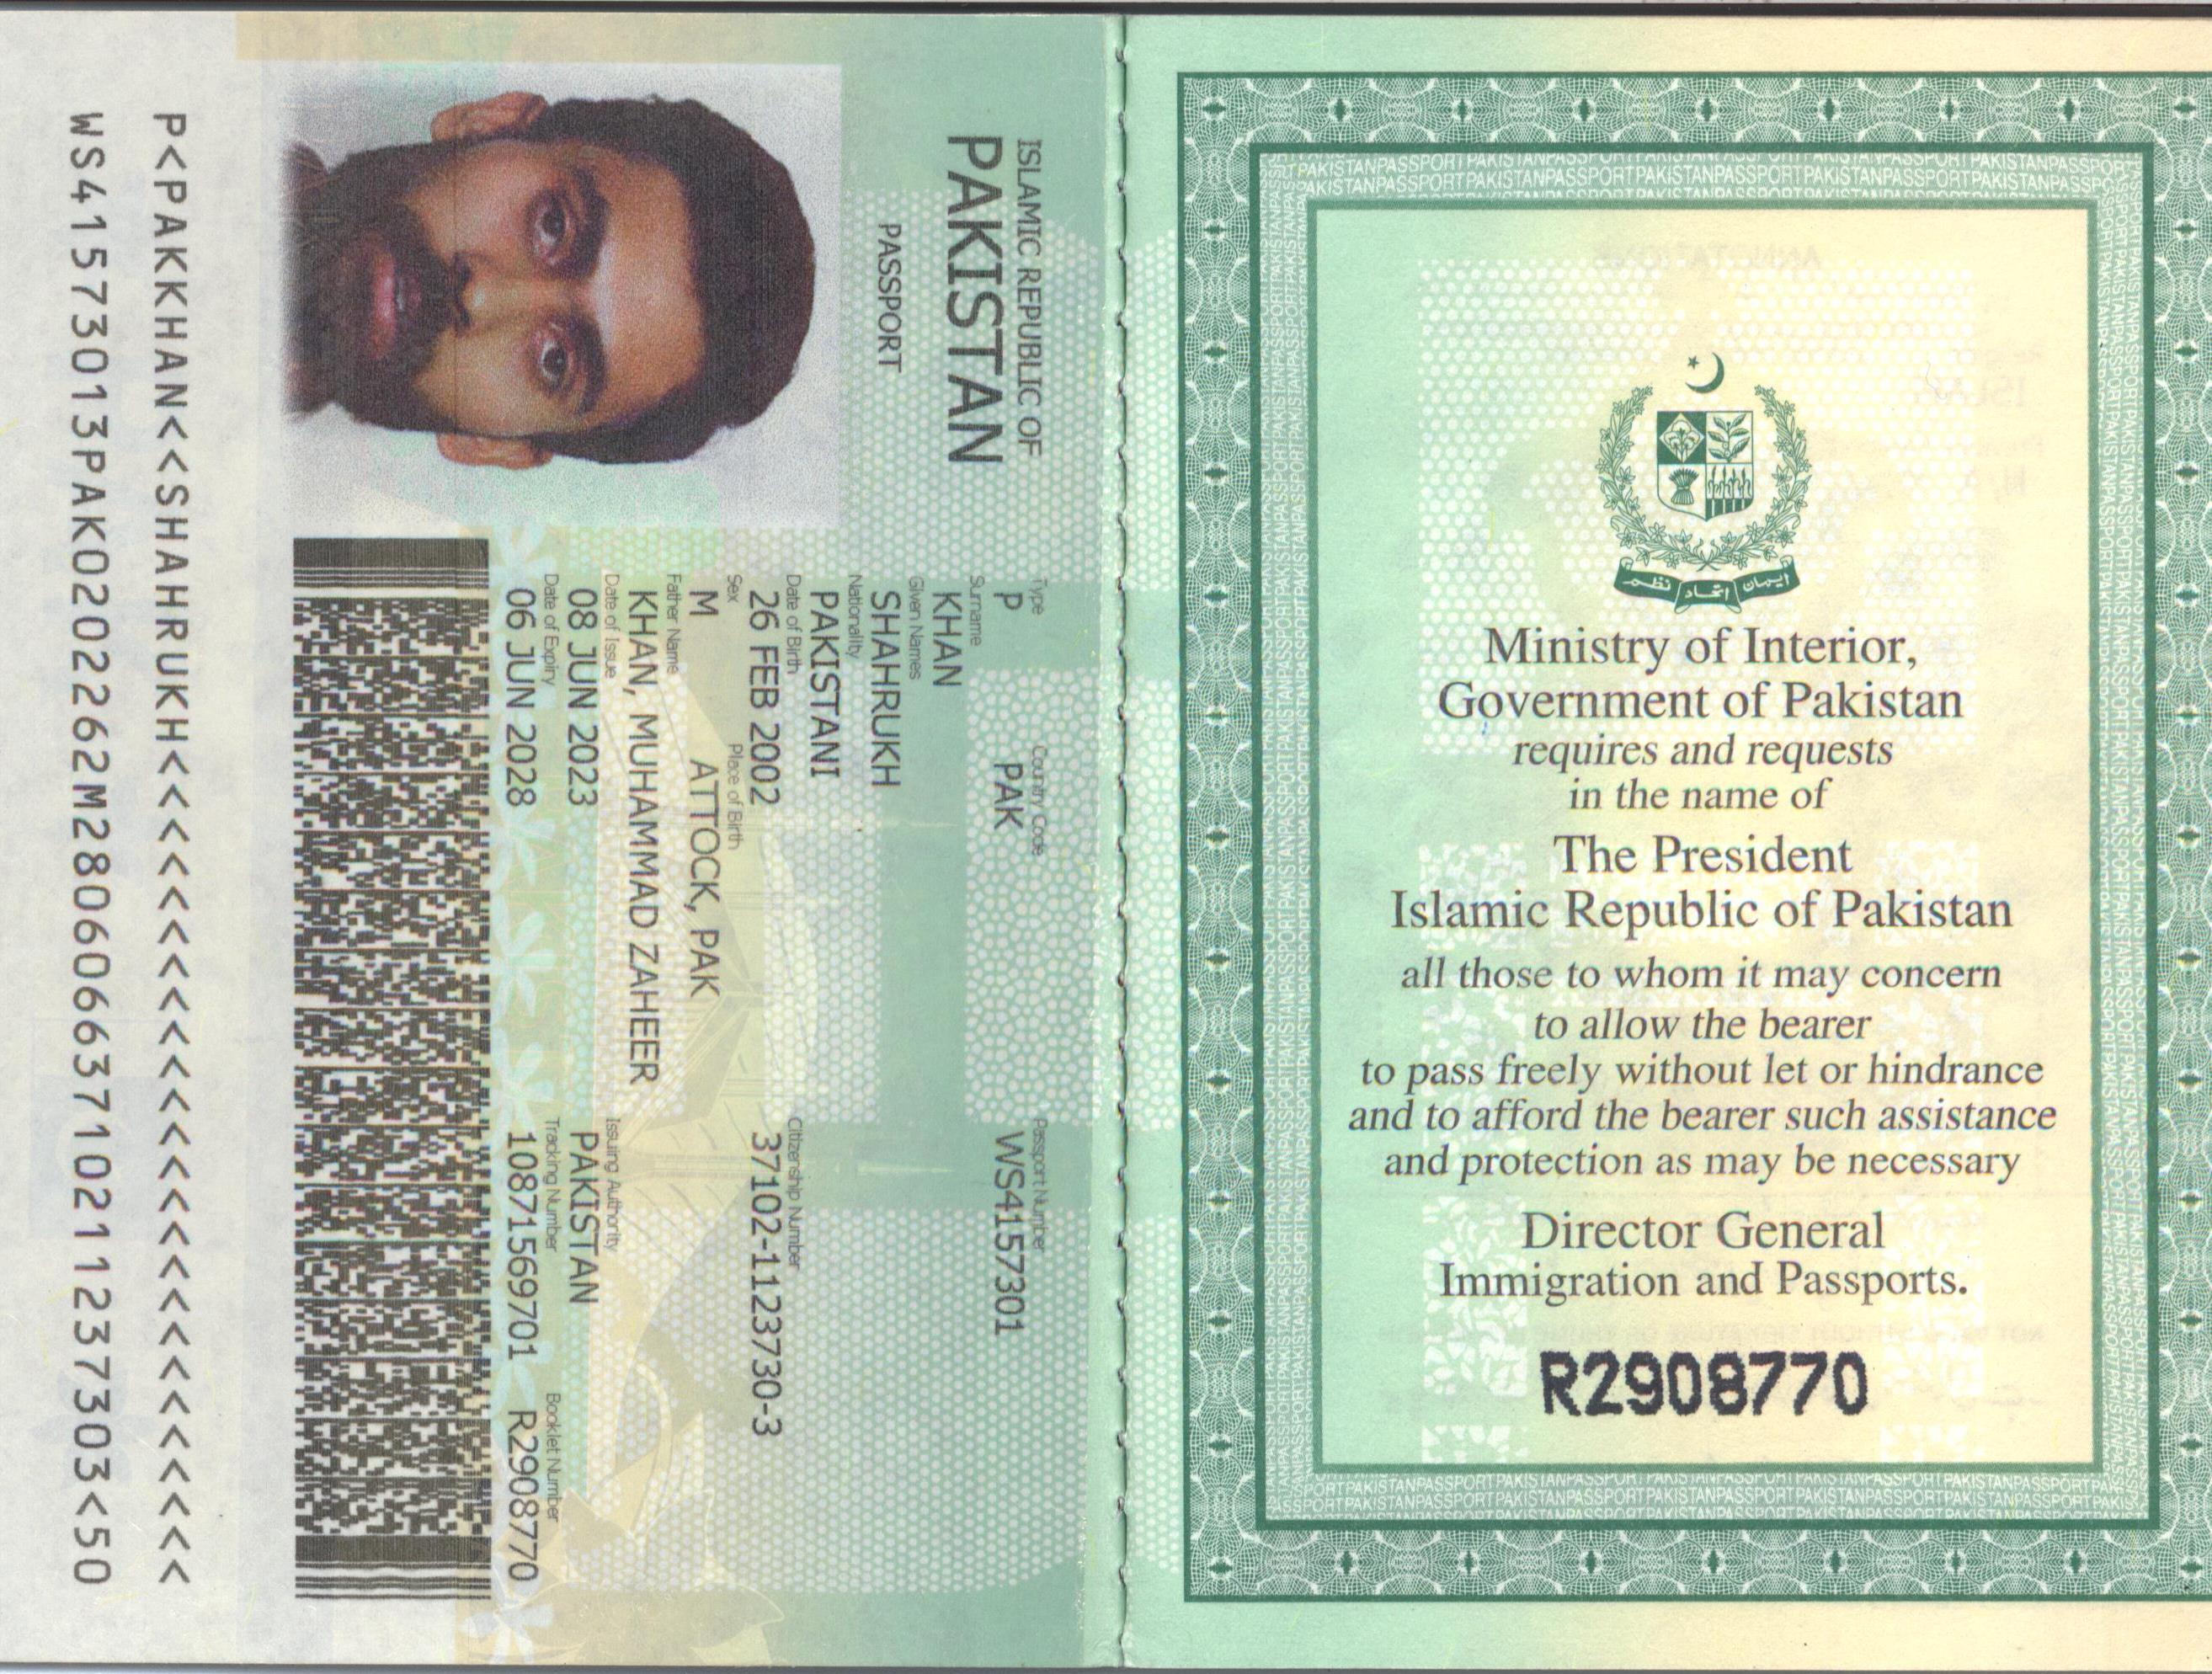 ایمان اتحاد نظم
Ministry of Interior,
Government of Pakistan
requires and requests
in the name of
The President
Islamic Republic of Pakistan
all those to whom it may concern
to allow the bearer
to pass freely without let or hindrance
and to afford the bearer such assistance
and protection as may be necessary
Director General
Immigration and Passports.
R2908770
ISLAMIC REPUBLIC OF
PAKISTAN
PASSPORT
Type Country Code Passport Number
P PAK WS4157301
Surname
KHAN
Given Names
SHAHRUKH
Nationality
PAKISTANI
Date of Birth Citizenship Number
26 FEB 2002 37102-1123730-3
Sex Place of Birth
M ATTOCK, PAK
Father Name
KHAN, MUHAMMAD ZAHEER
Date of Issue Issuing Authority
08 JUN 2023 PAKISTAN
Date of Expiry Tracking Number Booklet Number
06 JUN 2028 10871569701 R2908770
P<PAKKHAN<<SHAHRUKH<<<<<<<<<<<<<<<<<<<<<<<<<
WS41573013PAK0202262M28060663710211237303<50